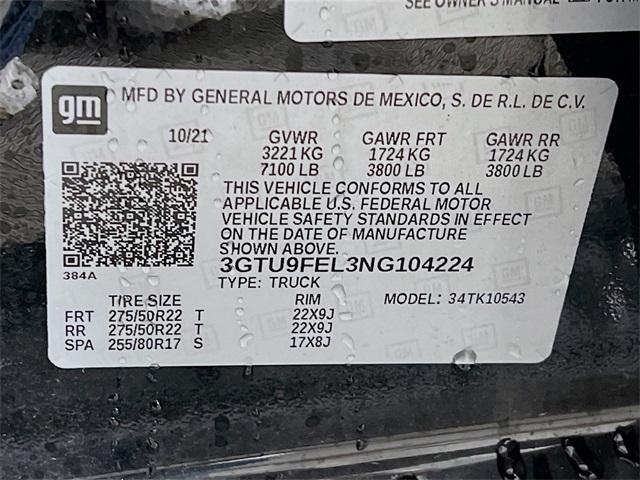 SEE OWNER'S MANUAL
gm
MFD BY GENERAL MOTORS DE MEXICO, S. DE R.L. DE C.V.
10/21 GVWR GAWR FRT GAWR RR
3221 KG 1724 KG 1724 KG
7100 LB 3800 LB 3800 LB
THIS VEHICLE CONFORMS TO ALL
APPLICABLE U.S. FEDERAL MOTOR
VEHICLE SAFETY STANDARDS IN EFFECT
ON THE DATE OF MANUFACTURE
SHOWN ABOVE.
384A
3GTU9FEL3NG104224
TYPE: TRUCK
TIRE SIZE RIM MODEL: 34TK10543
FRT 275/50R22 T 22X9J
RR 275/50R22 T 22X9J
SPA 255/80R17 S 17X8J